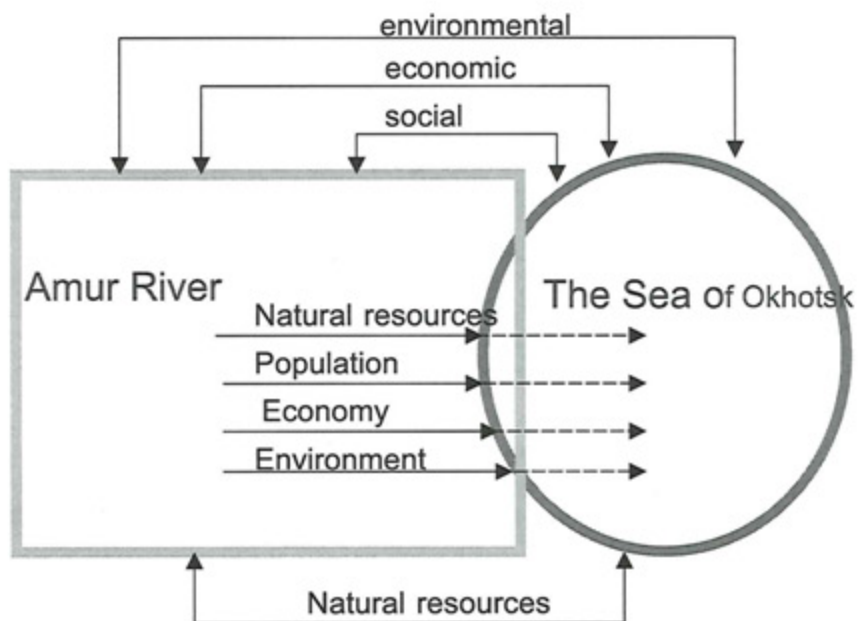 environmental
economic
social
Amur River
The Sea of Okhotsk
Natural resources
Population
Economy
Environment
Natural resources